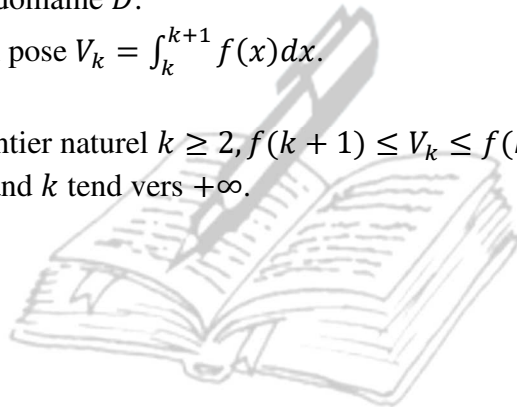 domaine D.
pose V_k = ∫_k^{k+1} f(x)dx.
ntier naturel k ≥ 2, f(k + 1) ≤ V_k ≤ f(
nd k tend vers +∞.